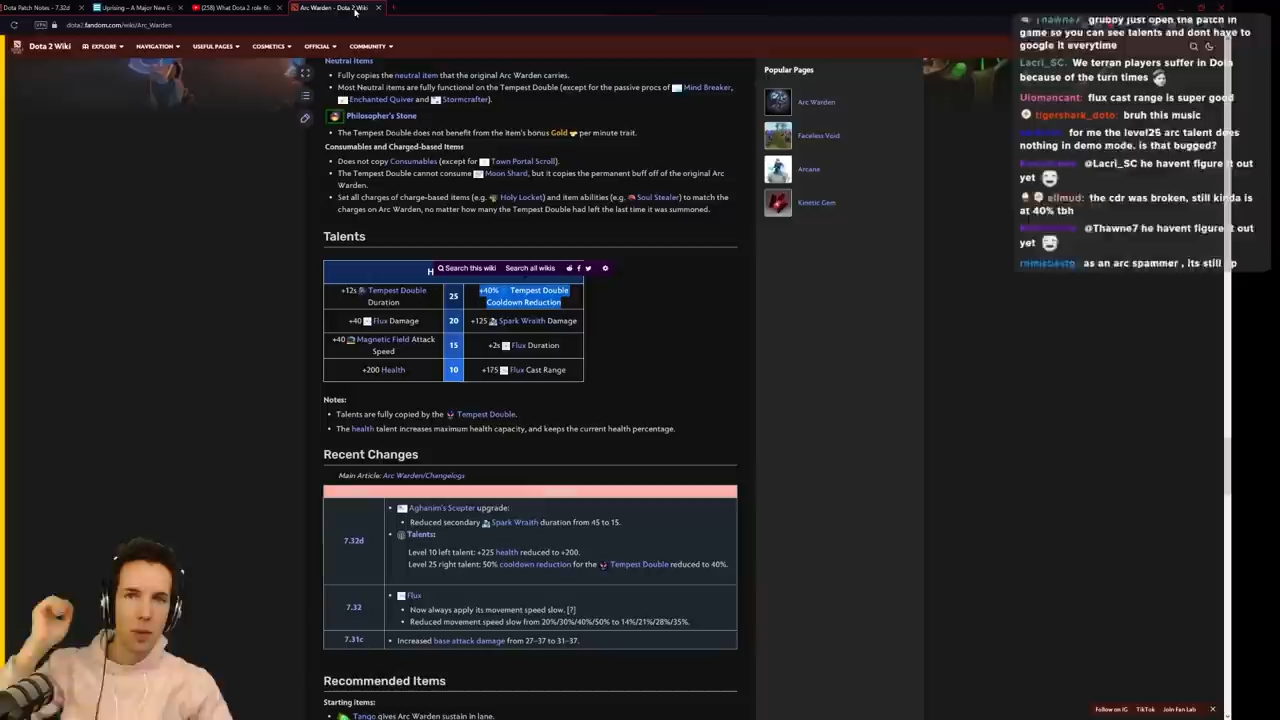 Dota Patch Notes - 7.32d
Uprising – A Major New E
(258) What Dota 2 role fit
Arc Warden - Dota 2 Wiki
VPN
dota2.fandom.com/wiki/Arc_Warden
Dota 2 Wiki
EXPLORE
NAVIGATION
USEFUL PAGES
COSMETICS
OFFICIAL
COMMUNITY
Neutral Items
Fully copies the neutral item that the original Arc Warden carries.
Most Neutral items are fully functional on the Tempest Double (except for the passive procs of Mind Breaker,
Enchanted Quiver and Stormcrafter).
Philosopher's Stone
The Tempest Double does not benefit from the item's bonus Gold per minute trait.
Consumables and Charged-based Items
Does not copy Consumables (except for Town Portal Scroll).
The Tempest Double cannot consume Moon Shard, but it copies the permanent buff off of the original Arc
Warden.
Set all charges of charge-based items (e.g. Holy Locket) and item abilities (e.g. Soul Stealer) to match the
charges on Arc Warden, no matter how many the Tempest Double had left the last time it was summoned.
Talents
H
Search this wiki Search all wikis
+12s Tempest Double
Duration
25
+40% Tempest Double
Cooldown Reduction
+40 Flux Damage
20
+125 Spark Wraith Damage
+40 Magnetic Field Attack
Speed
15
+2s Flux Duration
+200 Health
10
+175 Flux Cast Range
Notes:
Talents are fully copied by the Tempest Double.
The health talent increases maximum health capacity, and keeps the current health percentage.
Recent Changes
Main Article: Arc Warden/Changelogs
7.32d
Aghanim's Scepter upgrade:
Reduced secondary Spark Wraith duration from 45 to 15.
Talents:
Level 10 left talent: +225 health reduced to +200.
Level 25 right talent: 50% cooldown reduction for the Tempest Double reduced to 40%.
7.32
Flux
Now always apply its movement speed slow. [?]
Reduced movement speed slow from 20%/30%/40%/50% to 14%/21%/28%/35%.
7.31c
Increased base attack damage from 27–37 to 31–37.
Recommended Items
Starting items:
Tango gives Arc Warden sustain in lane.
Popular Pages
Arc Warden
Faceless Void
Arcane
Kinetic Gem
Thawne7 grubby just open the patch in
game so you can see talents and dont have to
google it everytime
Lacri_SC: We terran players suffer in Dota
because of the turn times
Ulomancant: flux cast range is super good
tigershark_doto: bruh this music
for me the level25 arc talent does
nothing in demo mode. is that bugged?
@Lacri_SC he havent figure it out
yet
ellmud: the cdr was broken, still kinda is
at 40% tbh
@Thawne7 he havent figure it out
yet
as an arc spammer , its still up
Follow on IG TikTok Join Fan Lab